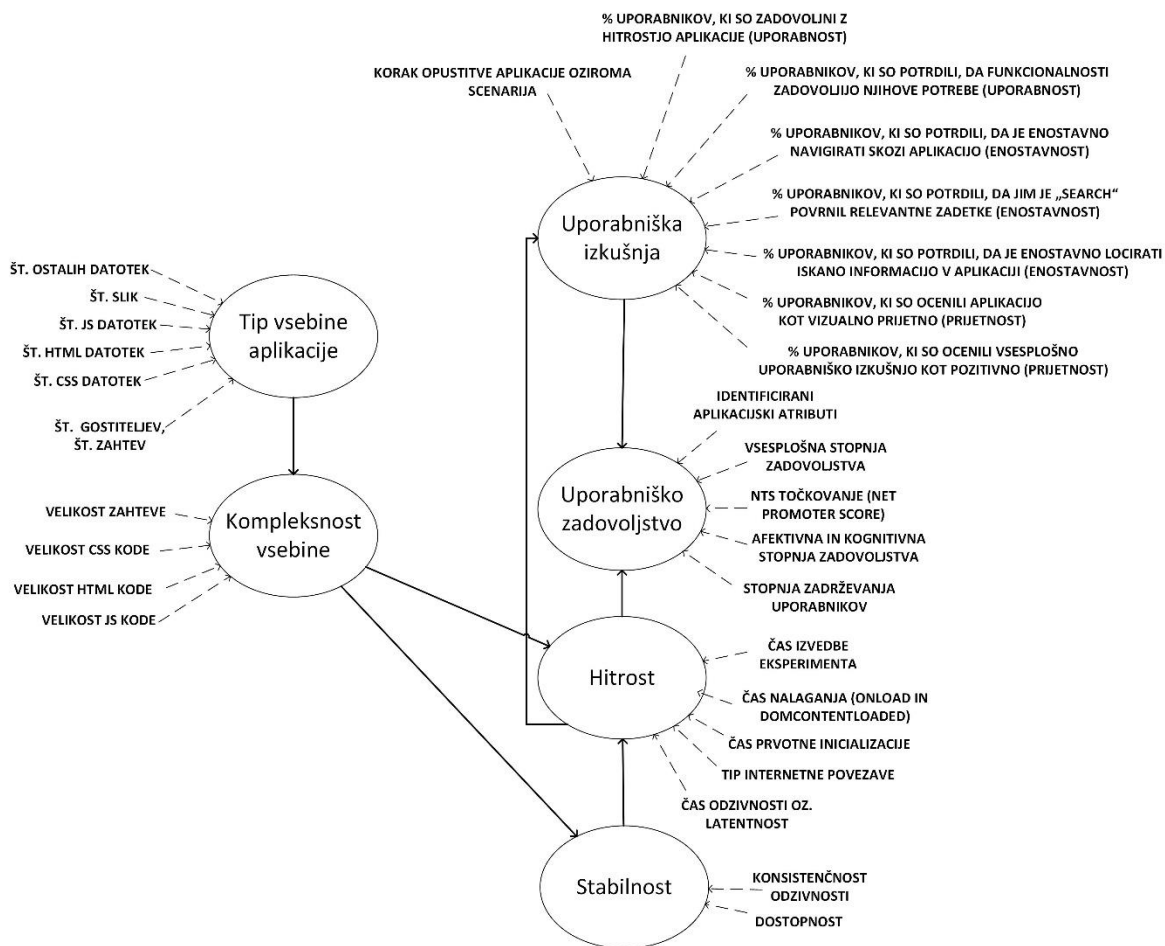 % UPORABNIKOV, KI SO ZADOVOLJNI Z
HITROSTJO APLIKACIJE (UPORABNOST)
KORAK OPUSTITVE APLIKACIJE OZIROMA
SCENARIJA
% UPORABNIKOV, KI SO POTRDILI, DA FUNKCIONALNOSTI
ZADOVOLJIJO NJIHOVE POTREBE (UPORABNOST)
% UPORABNIKOV, KI SO POTRDILI, DA JE ENOSTAVNO
NAVIGIRATI SKOZI APLIKACIJO (ENOSTAVNOST)
% UPORABNIKOV, KI SO POTRDILI, DA JIM JE „SEARCH“
POVRNIL RELEVANTNE ZADETKE (ENOSTAVNOST)
% UPORABNIKOV, KI SO POTRDILI, DA JE ENOSTAVNO LOCIRATI
ISKANO INFORMACIJO V APLIKACIJI (ENOSTAVNOST)
% UPORABNIKOV, KI SO OCENILI APLIKACIJO
KOT VIZUALNO PRIJETNO (PRIJETNOST)
% UPORABNIKOV, KI SO OCENILI VSESPLOŠNO
UPORABNIŠKO IZKUŠNJO KOT POZITIVNO (PRIJETNOST)
Uporabniška
izkušnja
ŠT. OSTALIH DATOTEK
ŠT. SLIK
ŠT. JS DATOTEK
ŠT. HTML DATOTEK
ŠT. CSS DATOTEK
ŠT. GOSTITELJEV,
ŠT. ZAHTEV
Tip vsebine
aplikacije
IDENTIFICIRANI
APLIKACIJSKI ATRIBUTI
VSESPLOŠNA STOPNJA
ZADOVOLJSTVA
NTS TOČKOVANJE (NET
PROMOTER SCORE)
AFEKTIVNA IN KOGNITIVNA
STOPNJA ZADOVOLJSTVA
STOPNJA ZADRŽEVANJA
UPORABNIKOV
Uporabniško
zadovoljstvo
VELIKOST ZAHTEVE
VELIKOST CSS KODE
VELIKOST HTML KODE
VELIKOST JS KODE
Kompleksnost
vsebine
Hitrost
ČAS IZVEDBE
EKSPERIMENTA
ČAS NALAGANJA (ONLOAD IN
DOMCONTENTLOADED)
ČAS PRVOTNE INICIALIZACIJE
TIP INTERNETNE POVEZAVE
ČAS ODZIVNOSTI OZ.
LATENTNOST
Stabilnost
KONSISTENČNOST
ODZIVNOSTI
DOSTOPNOST